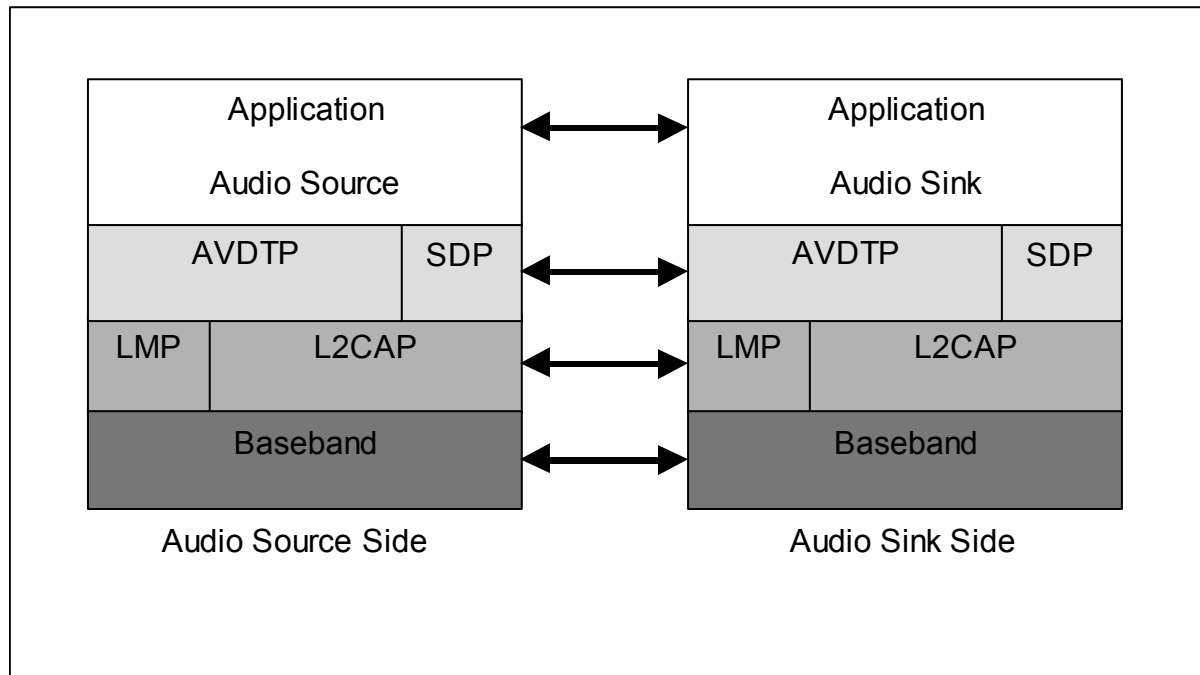 Application
Audio Source
AVDTP
SDP
LMP
L2CAP
Baseband
Audio Source Side
Application
Audio Sink
AVDTP
SDP
LMP
L2CAP
Baseband
Audio Sink Side